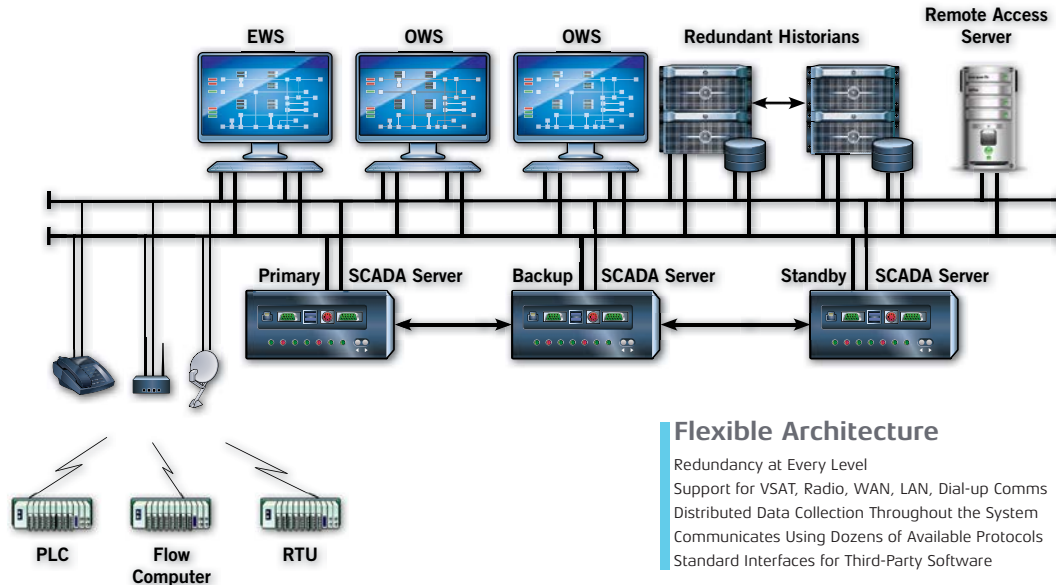 EWS
OWS
OWS
Redundant Historians
Remote Access
Server
Primary
SCADA Server
Backup
SCADA Server
Standby
SCADA Server
PLC
Flow
Computer
RTU
Flexible Architecture
Redundancy at Every Level
Support for VSAT, Radio, WAN, LAN, Dial-up Comms
Distributed Data Collection Throughout the System
Communicates Using Dozens of Available Protocols
Standard Interfaces for Third-Party Software